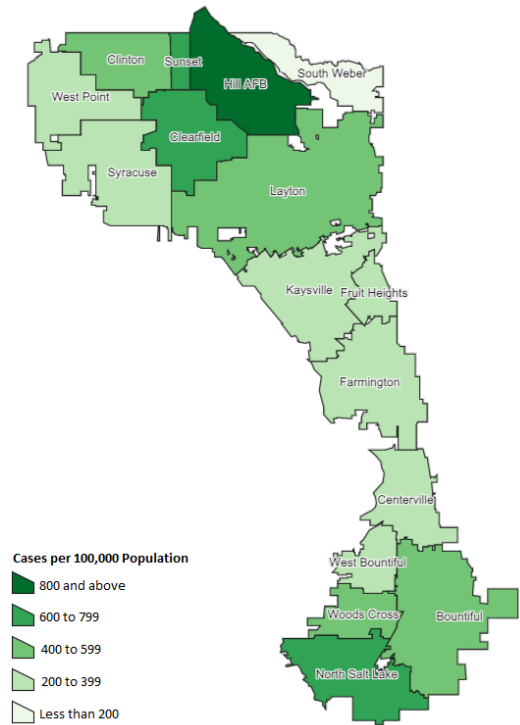 Clinton
Sunset
South Weber
Hill AFB
West Point
Clearfield
Syracuse
Layton
Kaysville
Fruit Heights
Farmington
Centerville
West Bountiful
Woods Cross
Bountiful
North Salt Lake
Cases per 100,000 Population
800 and above
600 to 799
400 to 599
200 to 399
Less than 200